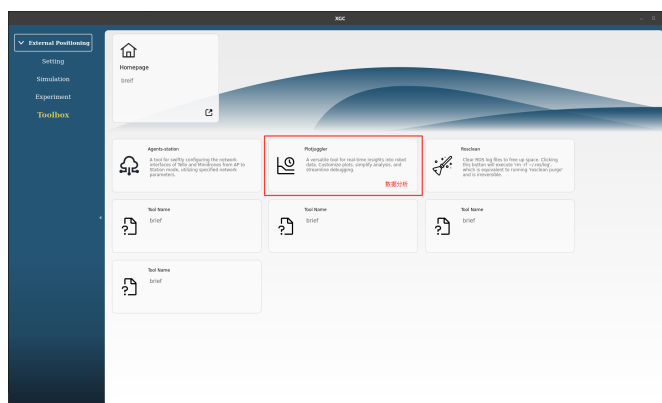 XGC
External Positioning
Setting
Simulation
Experiment
Toolbox
Homepage
breif
Agents-station
A tool for swiftly configuring the network
interfaces of Tello and Mindrones from AP to
Station mode, utilizing specified network
parameters.
Plotjuggler
A versatile tool for real-time insights into robot
data. Customize plots, simplify analysis, and
streamline debugging.
数据分析
Rosclean
Clear ROS log files to free up space. Clicking
this button will execute 'rm -rf ~/.ros/log',
which is equivalent to running 'rosclean purge'
and is irreversible.
Tool Name
brief
Tool Name
brief
Tool Name
brief
Tool Name
brief